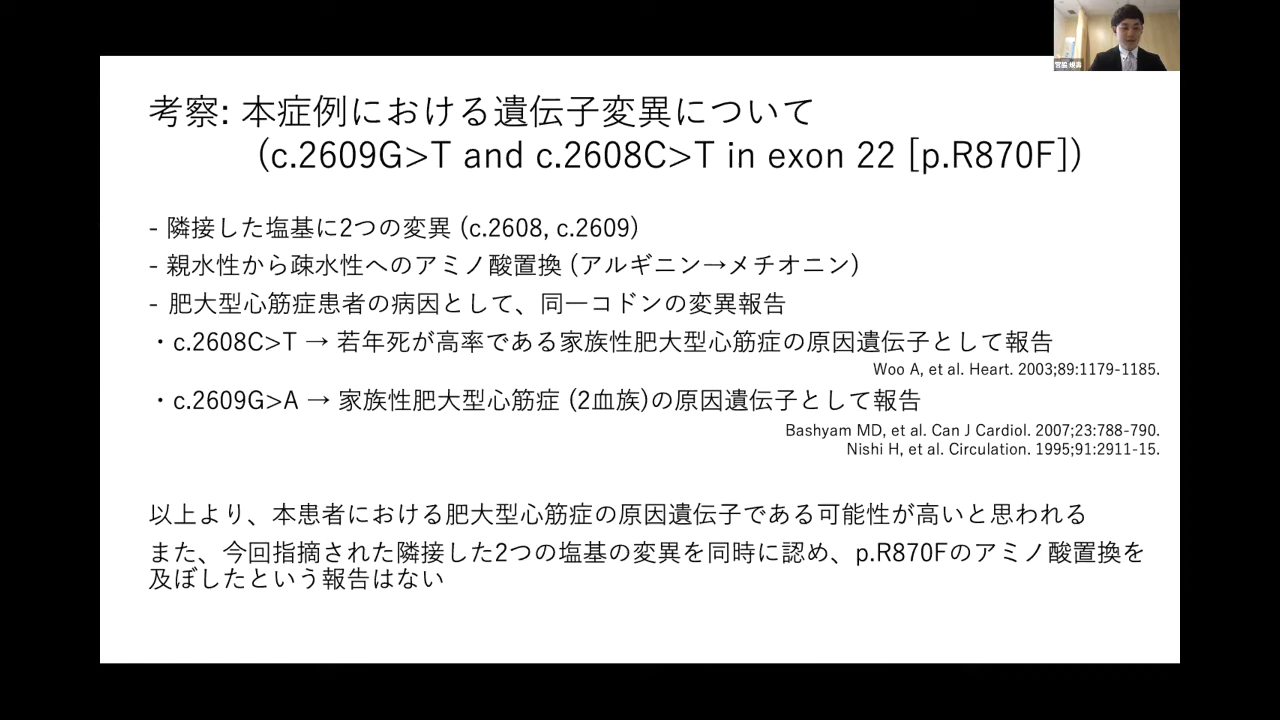 考察: 本症例における遺伝子変異について
(c.2609G>T and c.2608C>T in exon 22 [p.R870F])
- 隣接した塩基に2つの変異 (c.2608, c.2609)
- 親水性から疎水性へのアミノ酸置換 (アルギニン→メチオニン)
- 肥大型心筋症患者の病因として、同一コドンの変異報告
・c.2608C>T → 若年死が高率である家族性肥大型心筋症の原因遺伝子として報告
Woo A, et al. Heart. 2003;89:1179-1185.
・c.2609G>A → 家族性肥大型心筋症 (2血族)の原因遺伝子として報告
Bashyam MD, et al. Can J Cardiol. 2007;23:788-790.
Nishi H, et al. Circulation. 1995;91:2911-15.
以上より、本患者における肥大型心筋症の原因遺伝子である可能性が高いと思われる
また、今回指摘された隣接した2つの塩基の変異を同時に認め、p.R870Fのアミノ酸置換を
及ぼしたという報告はない